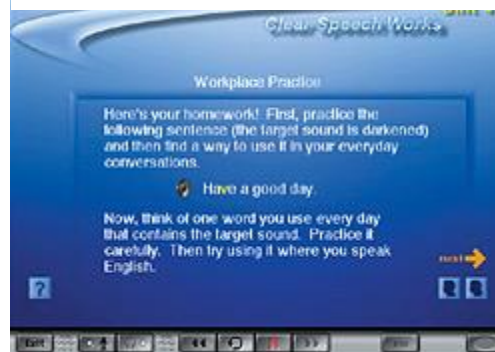 Clear Speech Works
Workplace Practice
Here's your homework! First, practice the
following sentence (the target sound is darkened)
and then find a way to use it in your everyday
conversations.
Have a good day.
Now, think of one word you use every day
that contains the target sound. Practice it
carefully. Then try using it where you speak
English.
next
?
Exit